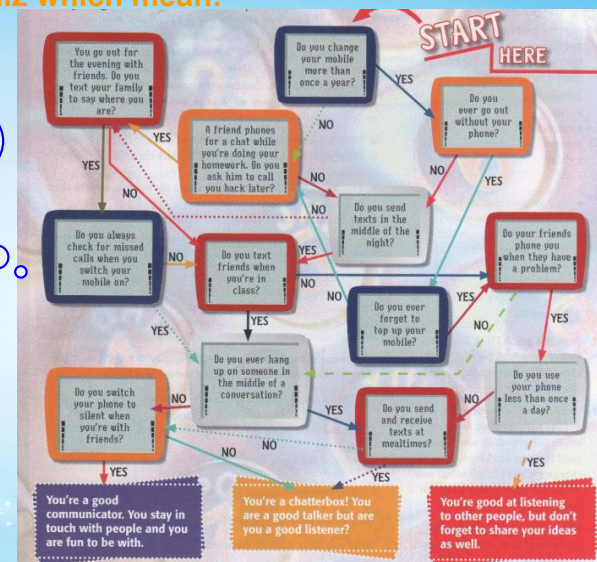 START
HERE
Do you change
your mobile
more than
once a year?
YES
NO
You go out for
the evening with
friends. Do you
text your family
to say where you
are?
YES
NO
A friend phones
for a chat while
you're doing your
homework. Do you
ask him to call
you back later?
YES
NO
Do you
ever go out
without your
phone?
NO
YES
Do you send
texts in the
middle of the
night?
NO
YES
Do you always
check for missed
calls when you
switch your
mobile on?
NO
YES
Do you text
friends when
you're in
class?
NO
YES
Do you ever
forget to
top up your
mobile?
NO
YES
Do your friends
phone you
when they have
a problem?
NO
YES
Do you ever hang
up on someone in
the middle of a
conversation?
NO
YES
Do you switch
your phone to
silent when
you're with
friends?
NO
YES
Do you send
and receive
texts at
mealtimes?
NO
YES
Do you use
your phone
less than once
a day?
NO
YES
You're a good
communicator. You stay in
touch with people and you
are fun to be with.
You're a chatterbox! You
are a good talker but are
you a good listener?
You're good at listening
to other people, but don't
forget to share your ideas
as well.